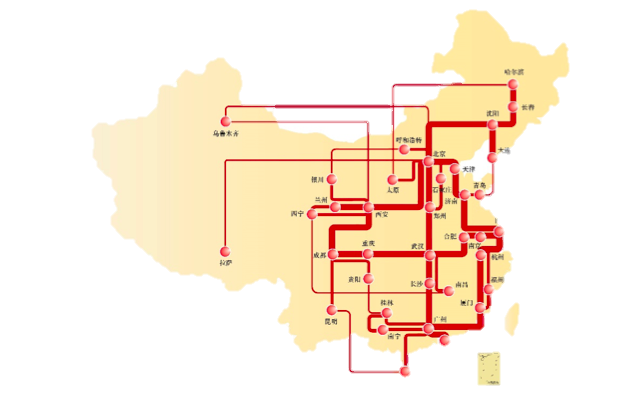 哈尔滨
长春
沈阳
乌鲁木齐
呼和浩特
大连
北京
天津
银川
太原
石家庄
青岛
济南
兰州
西宁
西安
郑州
合肥
南京
重庆
武汉
成都
杭州
拉萨
贵阳
长沙
南昌
福州
厦门
桂林
昆明
广州
南宁